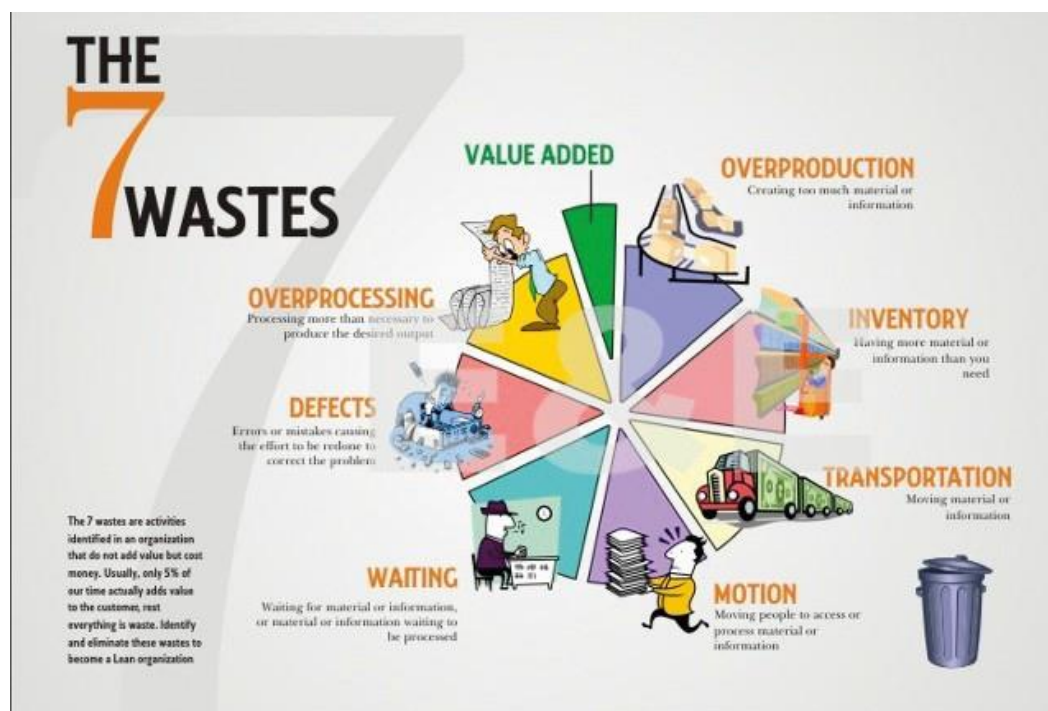 THE
7
WASTES
VALUE ADDED
OVERPRODUCTION
Creating too much material or
information
INVENTORY
Having more material or
information than you
need
TRANSPORTATION
Moving material or
information
MOTION
Moving people to access or
process material or
information
WAITING
Waiting for material or information,
or material or information waiting to
be processed
DEFECTS
Errors or mistakes causing
the effort to be redone to
correct the problem
OVERPROCESSING
Processing more than necessary to
produce the desired output
The 7 wastes are activities
identified in an organization
that do not add value but cost
money. Usually, only 5% of
our time actually adds value
to the customer, rest
everything is waste. Identify
and eliminate these wastes to
become a Lean organization